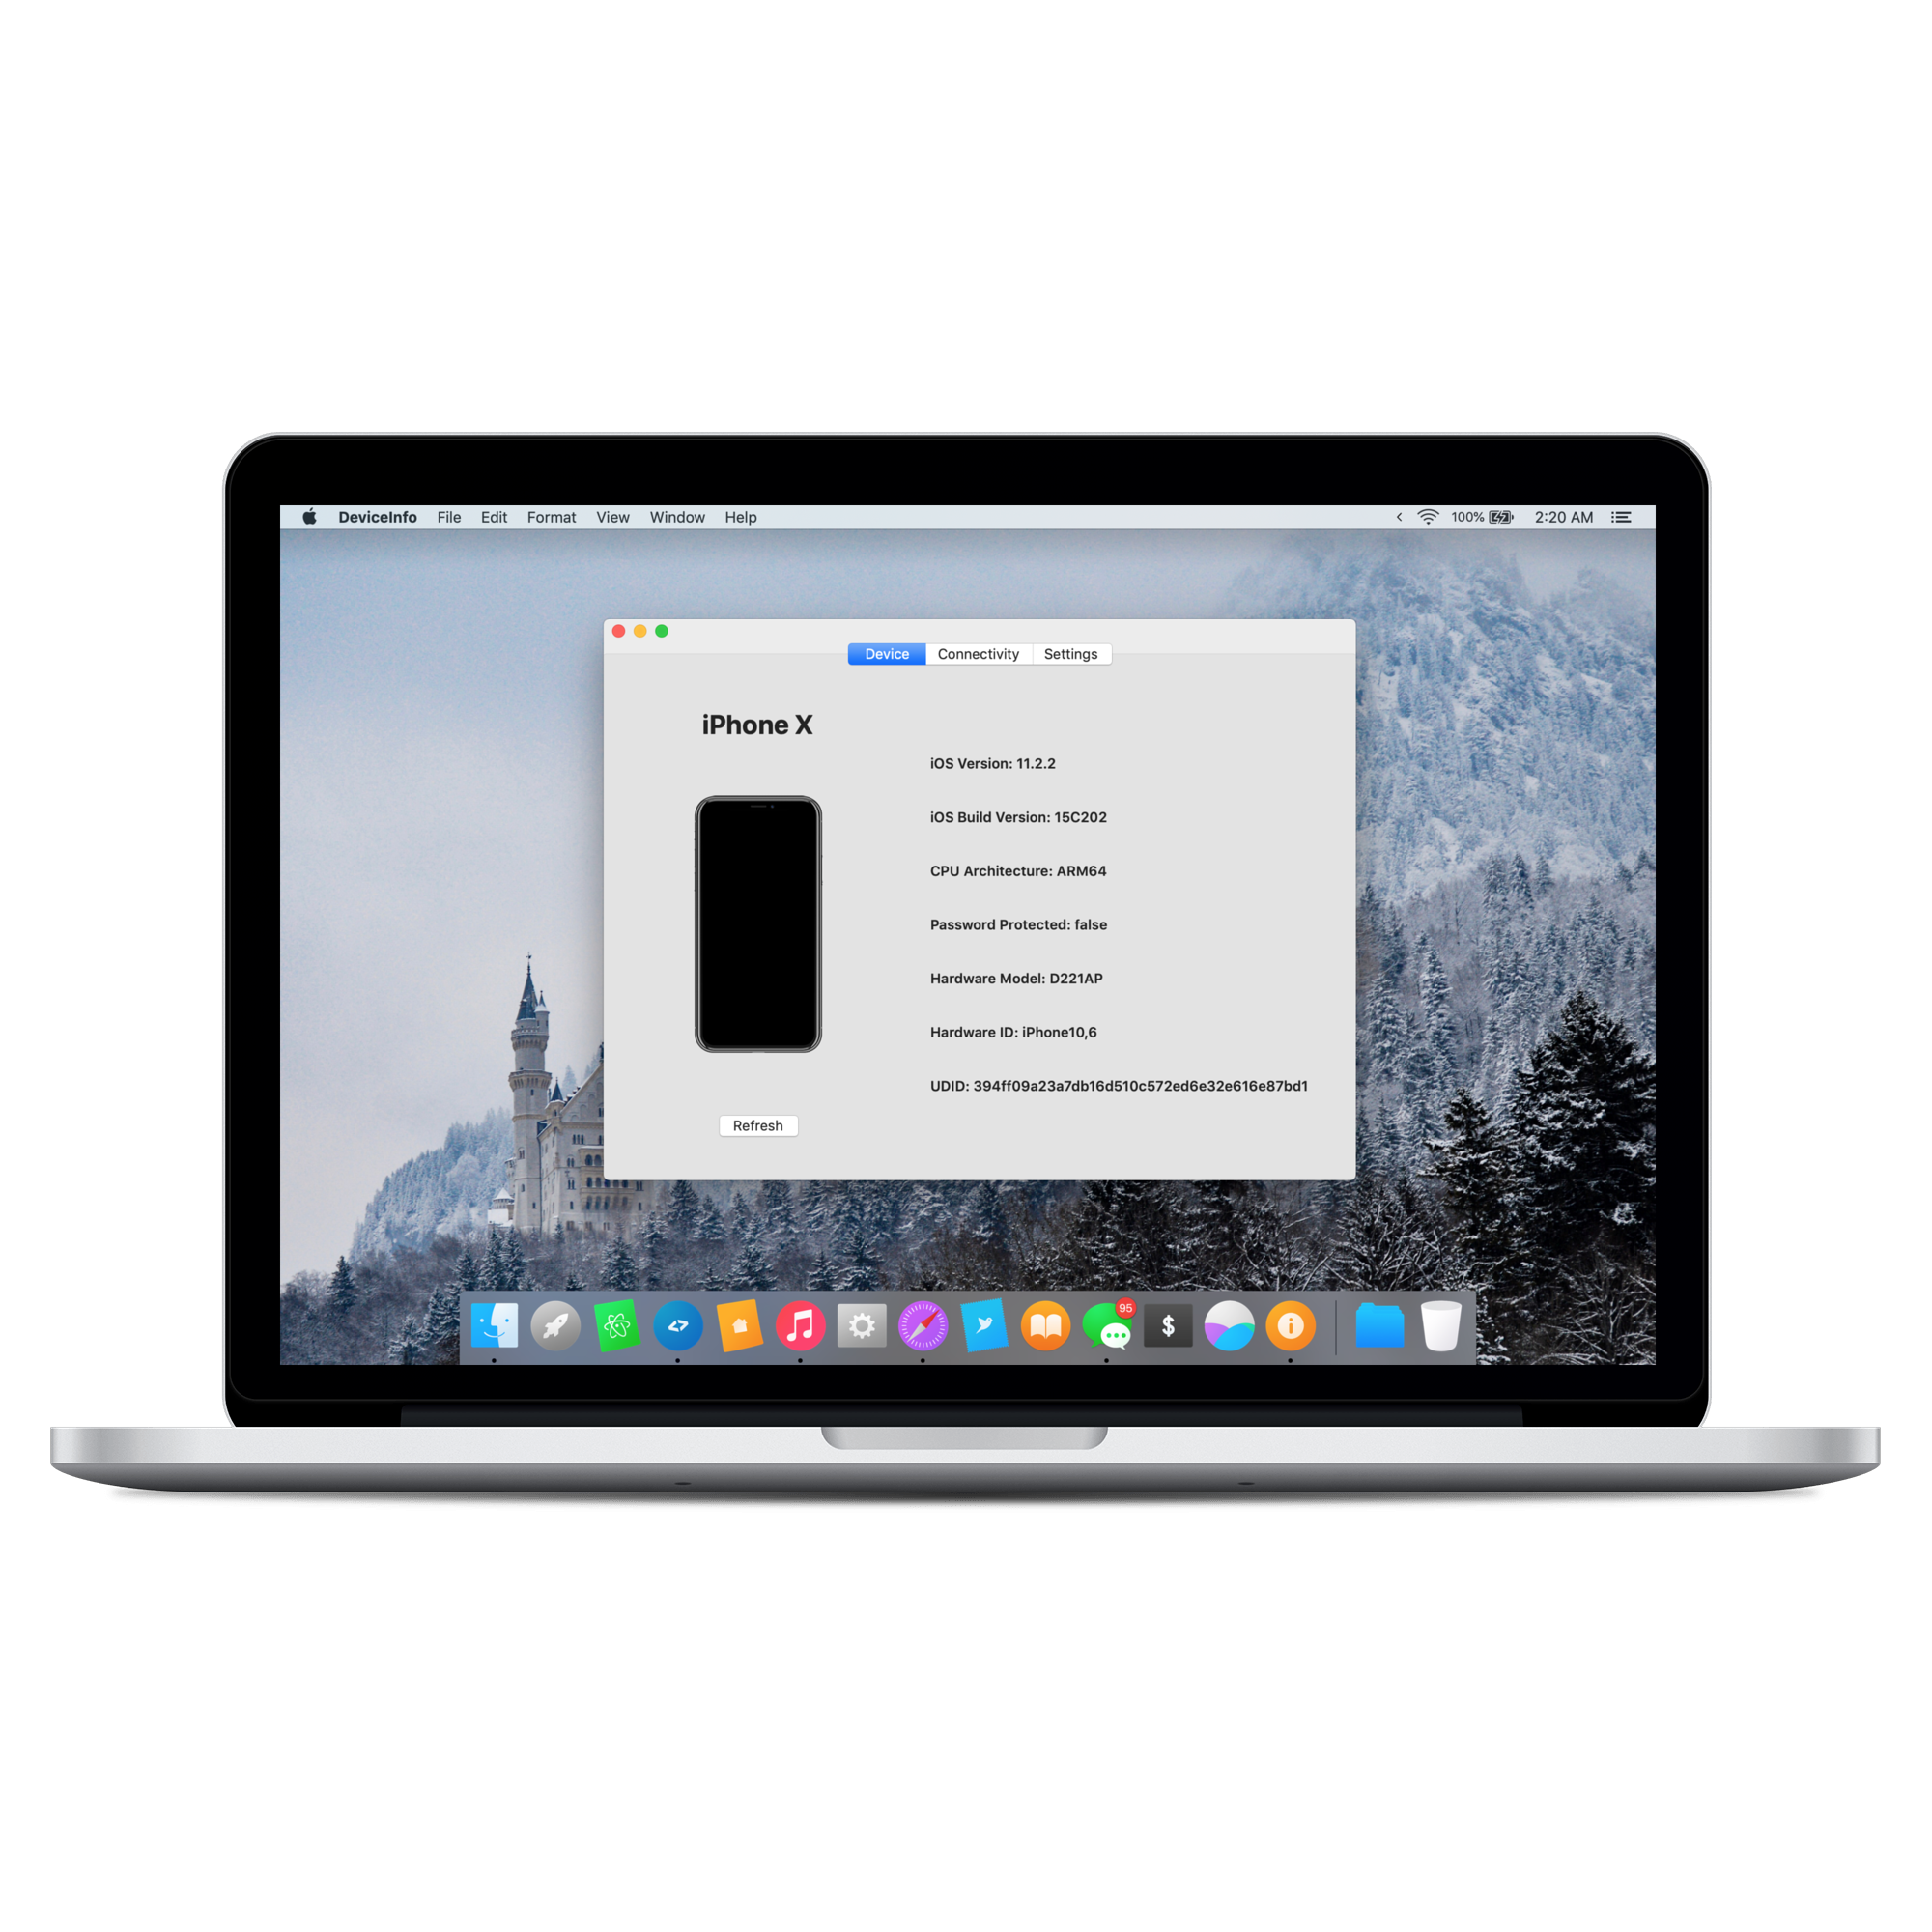 DeviceInfo File Edit Format View Window Help
100% 2:20 AM
Device Connectivity Settings
iPhone X
iOS Version: 11.2.2
iOS Build Version: 15C202
CPU Architecture: ARM64
Password Protected: false
Hardware Model: D221AP
Hardware ID: iPhone10,6
UDID: 394ff09a23a7db16d510c572ed6e32e616e87bd1
Refresh
95
$